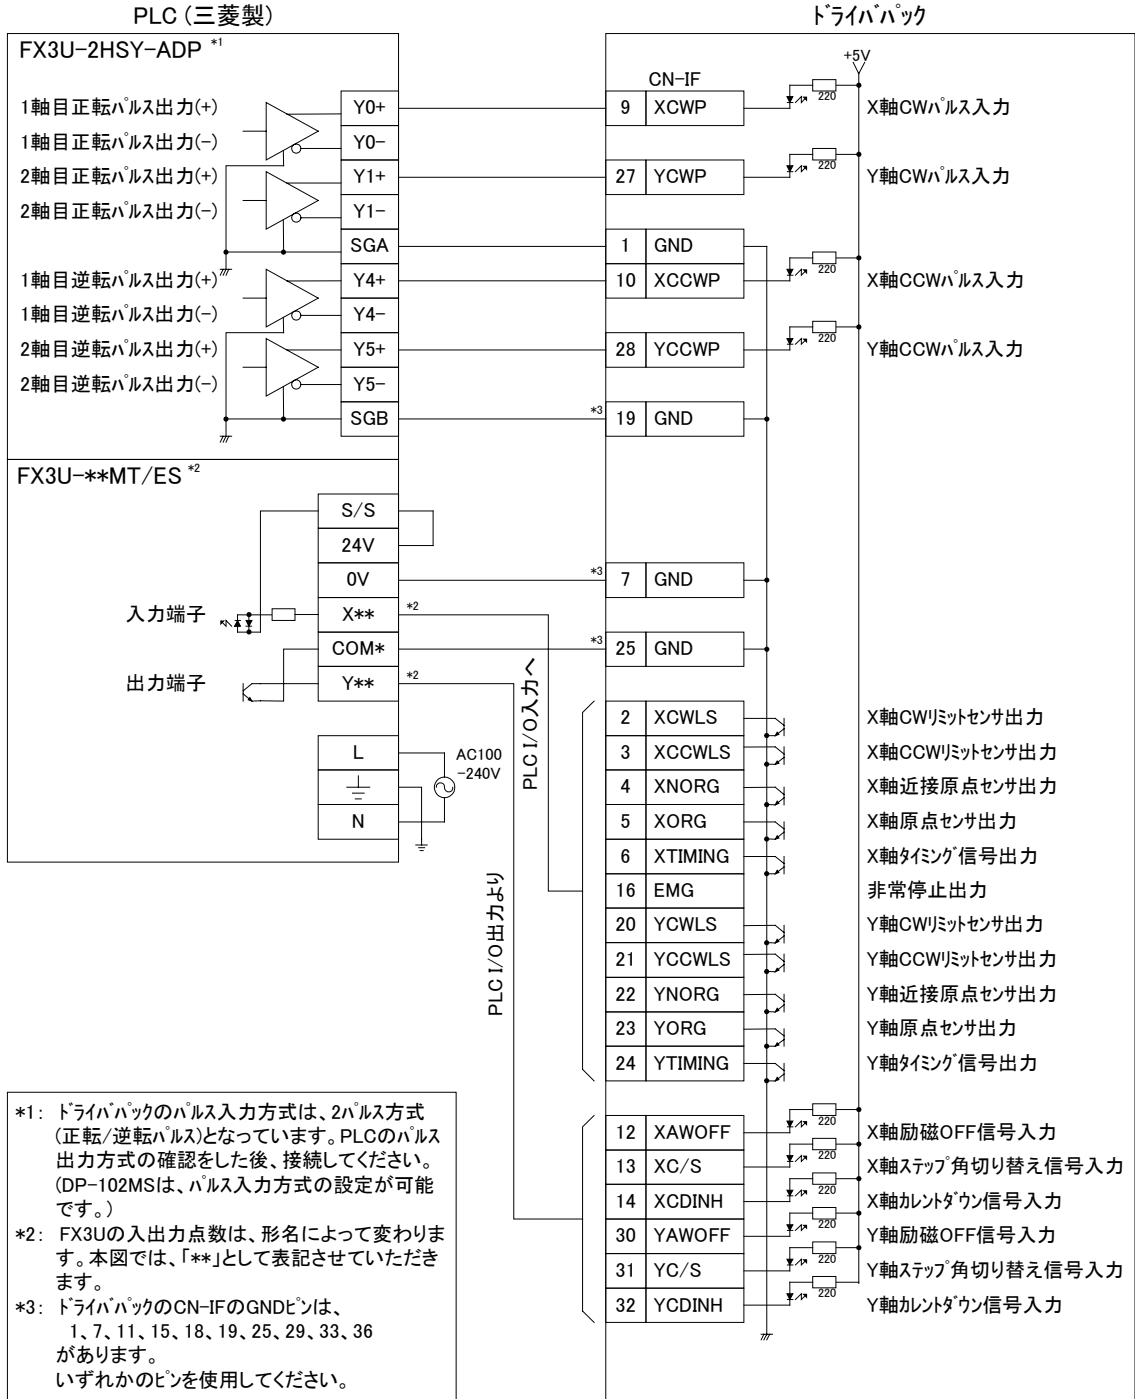 PLC (三菱製)
ドライバパック
FX3U-2HSY-ADP *1
+5V
CN-IF
1軸目正転パルス出力(+) Y0+ 9 XCWP 220 X軸CWパルス入力
1軸目正転パルス出力(-) Y0-
2軸目正転パルス出力(+) Y1+ 27 YCWP 220 Y軸CWパルス入力
2軸目正転パルス出力(-) Y1-
SGA 1 GND
1軸目逆転パルス出力(+) Y4+ 10 XCCWP 220 X軸CCWパルス入力
1軸目逆転パルス出力(-) Y4-
2軸目逆転パルス出力(+) Y5+ 28 YCCWP 220 Y軸CCWパルス入力
2軸目逆転パルス出力(-) Y5-
SGB *3 19 GND
FX3U-**MT/ES *2
S/S
24V
0V *3 7 GND
入力端子 X** *2
COM* *3 25 GND
出力端子 Y** *2
PLC I/O入力へ
L AC100
-240V
N
PLC I/O出力より
2 XCWLS X軸CWリミットセンサ出力
3 XCCWLS X軸CCWリミットセンサ出力
4 XNORG X軸近接原点センサ出力
5 XORG X軸原点センサ出力
6 XTIMING X軸タイミング信号出力
16 EMG 非常停止出力
20 YCWLS Y軸CWリミットセンサ出力
21 YCCWLS Y軸CCWリミットセンサ出力
22 YNORG Y軸近接原点センサ出力
23 YORG Y軸原点センサ出力
24 YTIMING Y軸タイミング信号出力
12 XAWOFF 220 X軸励磁OFF信号入力
13 XC/S 220 X軸ステップ角切り替え信号入力
14 XCDINH 220 X軸カレントダウン信号入力
30 YAWOFF 220 Y軸励磁OFF信号入力
31 YC/S 220 Y軸ステップ角切り替え信号入力
32 YCDINH 220 Y軸カレントダウン信号入力
*1: ドライバパックのパルス入力方式は、2パルス方式
(正転/逆転パルス)となっています。PLCのパルス
出力方式の確認をした後、接続してください。
(DP-102MSは、パルス入力方式の設定が可能
です。)
*2: FX3Uの入出力点数は、形名によって変わりま
す。本図では、「**」として表記させていただき
ます。
*3: ドライバパックのCN-IFのGNDピンは、
1、7、11、15、18、19、25、29、33、36
があります。
いずれかのピンを使用してください。